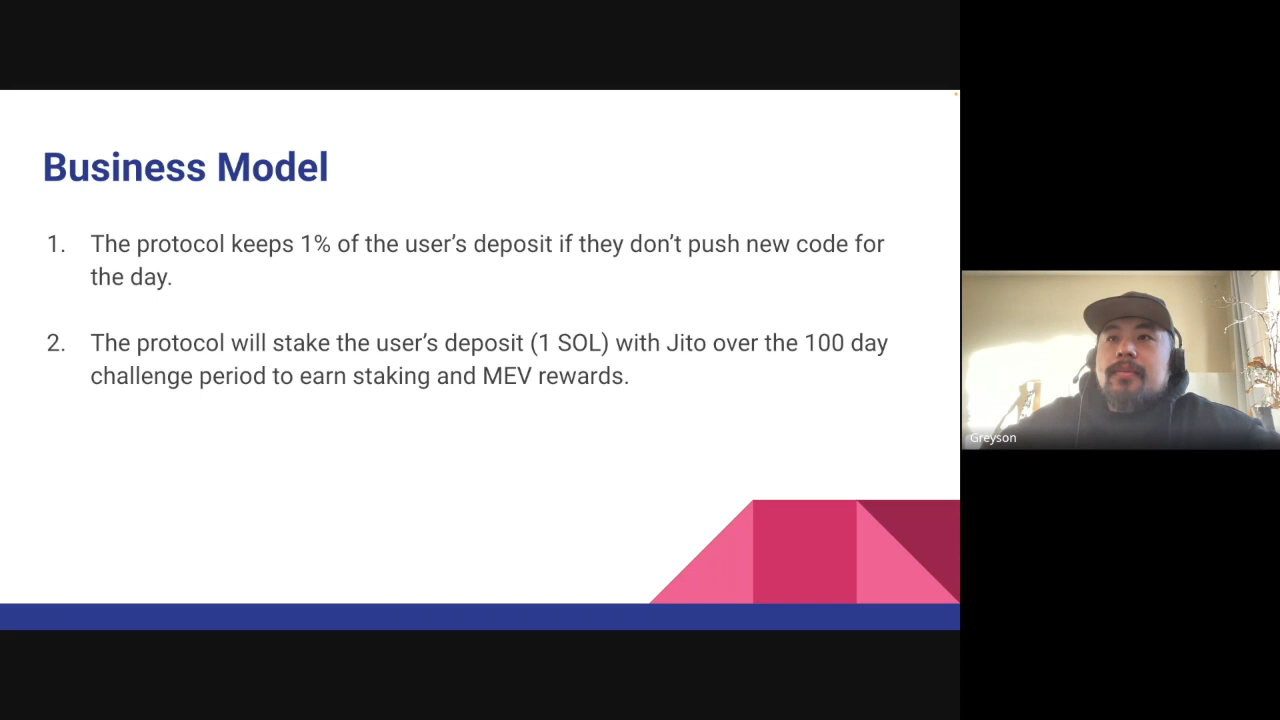 Business Model
1. The protocol keeps 1% of the user’s deposit if they don’t push new code for
the day.
2. The protocol will stake the user’s deposit (1 SOL) with Jito over the 100 day
challenge period to earn staking and MEV rewards.
Greyson